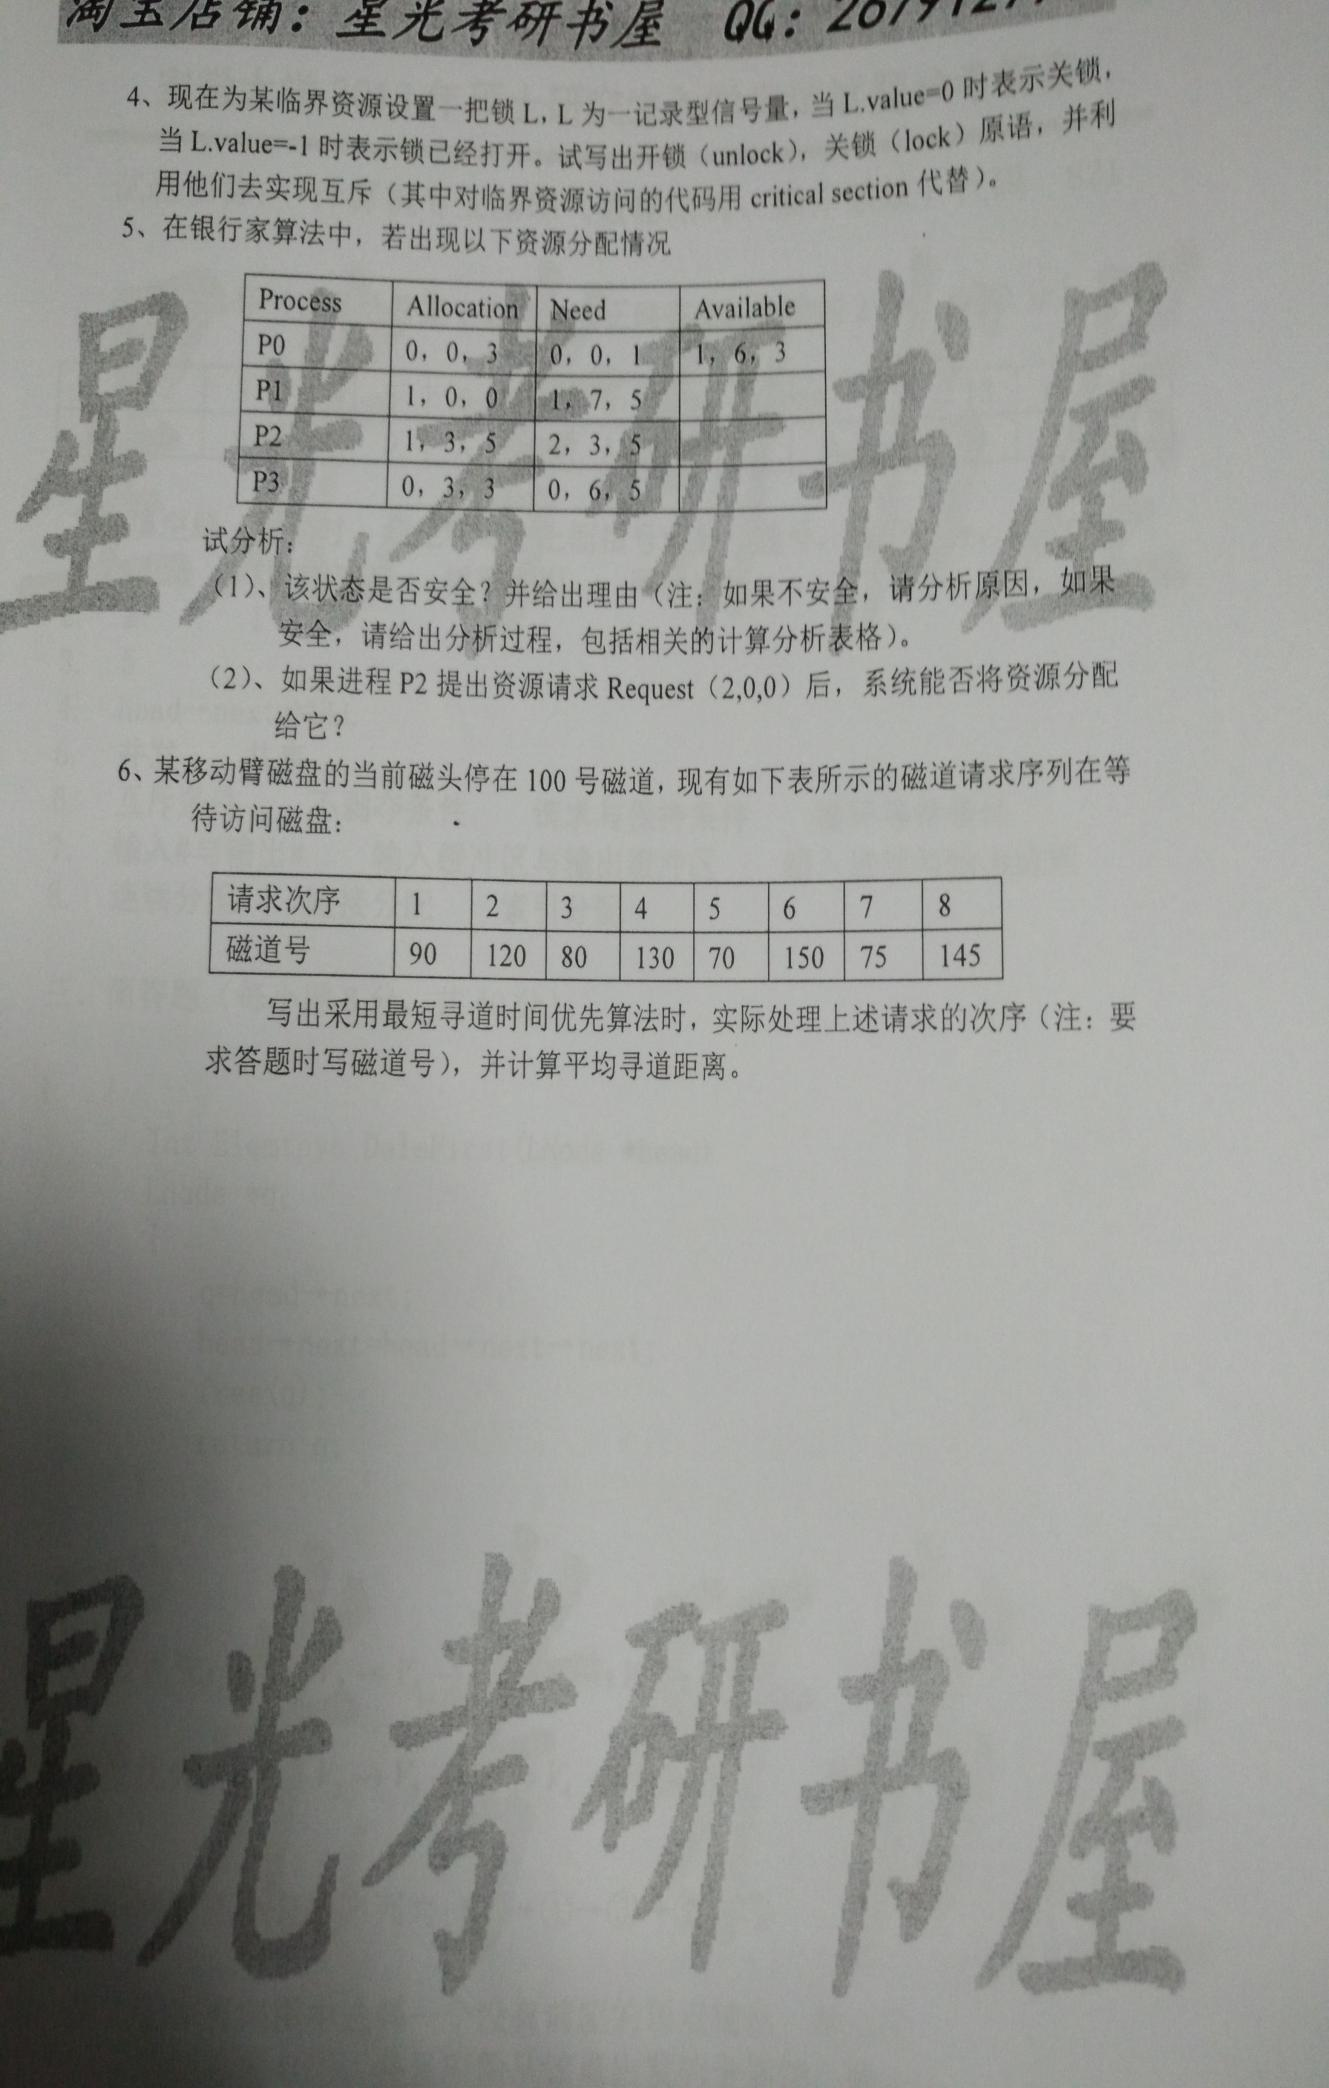 淘宝店铺：星光考研书屋 QQ：
4、现在为某临界资源设置一把锁 L，L 为一记录型信号量，当 L.value=0 时表示关锁，
当 L.value=-1 时表示锁已经打开。试写出开锁（unlock），关锁（lock）原语，并利
用他们去实现互斥（其中对临界资源访问的代码用 critical section 代替）。
5、在银行家算法中，若出现以下资源分配情况
Process Allocation Need Available
P0 0，0，3 0，0，1 1，6，3
P1 1，0，0 1，7，5
P2 1，3，5 2，3，5
P3 0，3，3 0，6，5
试分析：
（1）、该状态是否安全？并给出理由（注：如果不安全，请分析原因，如果
安全，请给出分析过程，包括相关的计算分析表格）。
（2）、如果进程 P2 提出资源请求 Request（2,0,0）后，系统能否将资源分配
给它？
6、某移动臂磁盘的当前磁头停在 100 号磁道，现有如下表所示的磁道请求序列在等
待访问磁盘：
请求次序 1 2 3 4 5 6 7 8
磁道号 90 120 80 130 70 150 75 145
写出采用最短寻道时间优先算法时，实际处理上述请求的次序（注：要
求答题时写磁道号），并计算平均寻道距离。
星光考研书屋
星光考研书屋